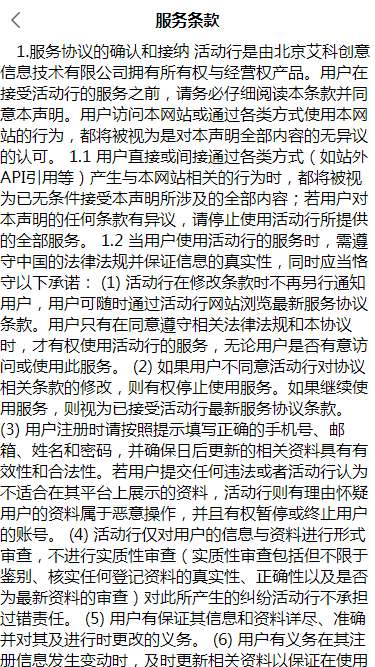 服务条款
1.服务协议的确认和接纳 活动行是由北京艾科创意
信息技术有限公司拥有所有权与经营权产品。用户在
接受活动行的服务之前，请务必仔细阅读本条款并同
意本声明。用户访问本网站或通过各类方式使用本网
站的行为，都将被视为是对本声明全部内容的无异议
的认可。 1.1 用户直接或间接通过各类方式（如站外
API引用等）产生与本网站相关的行为时，都将被视
为已无条件接受本声明所涉及的全部内容；若用户对
本声明的任何条款有异议，请停止使用活动行所提供
的全部服务。 1.2 当用户使用活动行的服务时，需遵
守中国的法律法规并保证信息的真实性，同时应当恪
守以下承诺： (1) 活动行在修改条款时不再另行通知
用户，用户可随时通过活动行网站浏览最新服务协议
条款。用户只有在同意遵守相关法律法规和本协议
时，才有权使用活动行的服务，无论用户是否有意访
问或使用此服务。 (2) 如果用户不同意活动行对协议
相关条款的修改，则有权停止使用服务。如果继续使
用服务，则视为已接受活动行最新服务协议条款。
(3) 用户注册时请按照提示填写正确的手机号、邮
箱、姓名和密码，并确保日后更新的相关资料具有有
效性和合法性。若用户提交任何违法或者活动行认为
不适合在其平台上展示的资料，活动行则有理由怀疑
用户的资料属于恶意操作，并且有权暂停或终止用户
的账号。 (4) 活动行仅对用户的信息与资料进行形式
审查，不进行实质性审查（实质性审查包括但不限于
鉴别、核实任何登记资料的真实性、正确性以及是否
为最新资料的审查）对此所产生的纠纷活动行不承担
过错责任。 (5) 用户有保证其信息和资料详尽、准确
并对其及进行时更改的义务。 (6) 用户有义务在其注
册信息发生变动时，及时更新相关资料以保证在使用